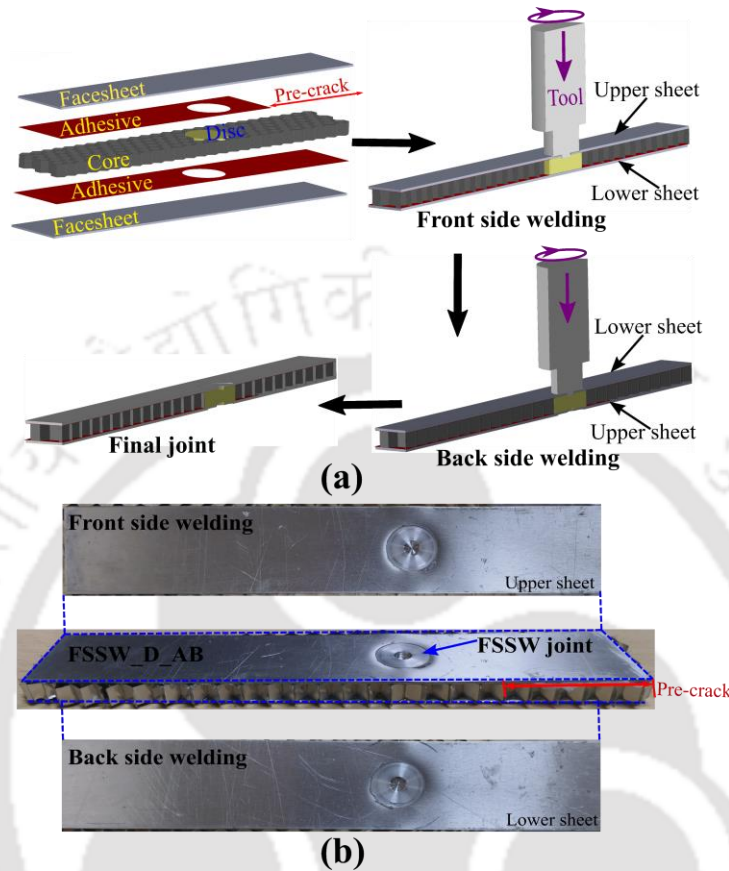 Facesheet
Adhesive
Pre-crack
Disc
Core
Adhesive
Facesheet
Tool
Upper sheet
Lower sheet
Front side welding
Lower sheet
Upper sheet
Back side welding
Final joint
(a)
Front side welding
Upper sheet
FSSW_D_AB
FSSW joint
Pre-crack
Back side welding
Lower sheet
(b)